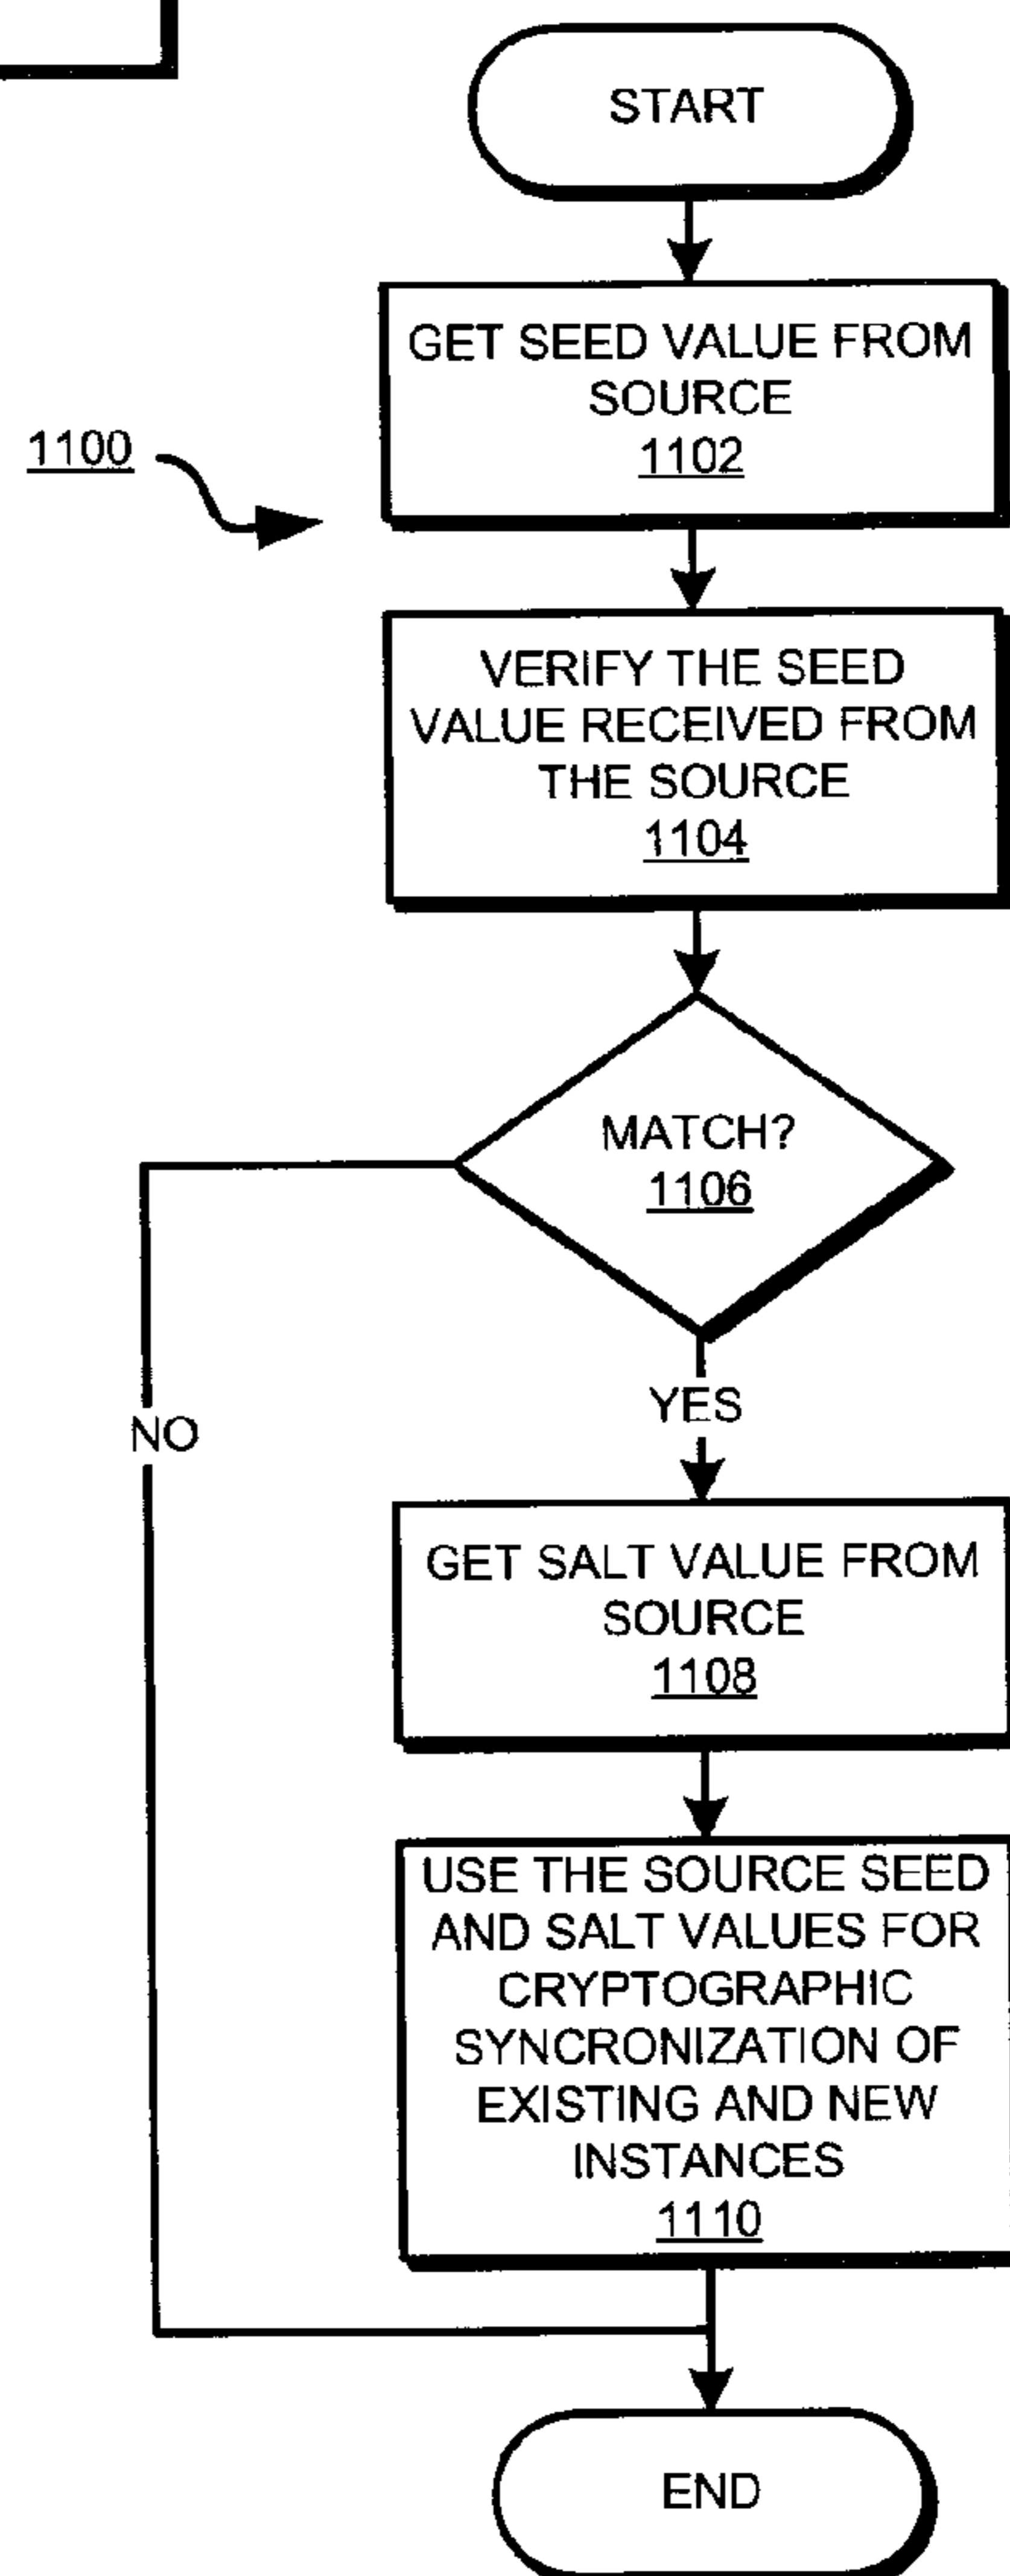 START
GET SEED VALUE FROM
SOURCE
1102
1100
VERIFY THE SEED
VALUE RECEIVED FROM
THE SOURCE
1104
MATCH?
1106
YES
NO
GET SALT VALUE FROM
SOURCE
1108
USE THE SOURCE SEED
AND SALT VALUES FOR
CRYPTOGRAPHIC
SYNCRONIZATION OF
EXISTING AND NEW
INSTANCES
1110
END